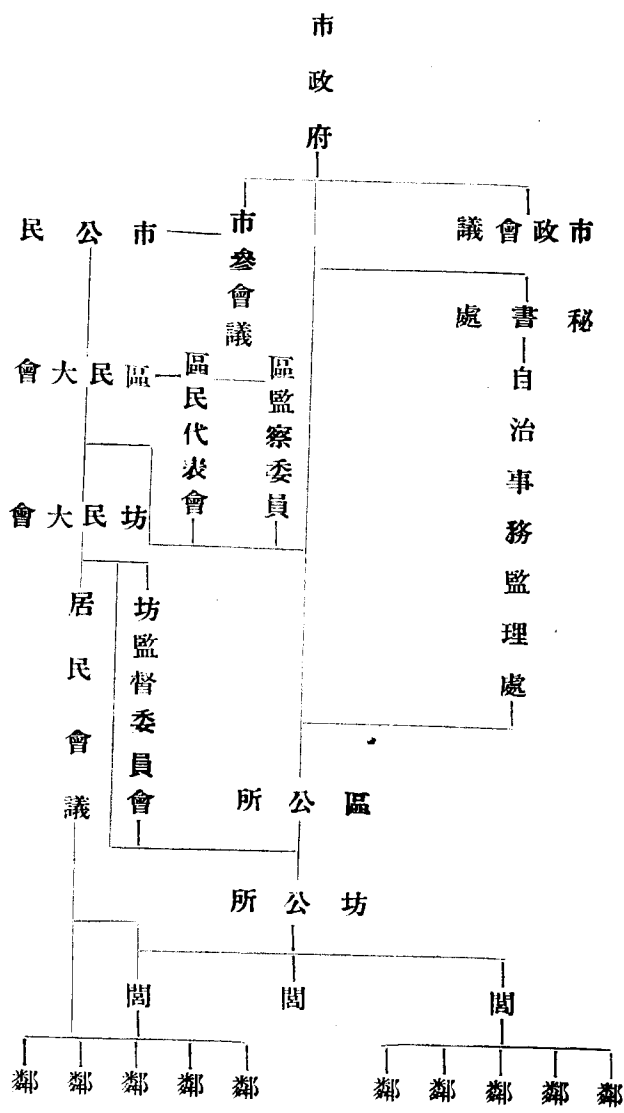 市政府
市政會議
市參會議
市公民
秘書處
自治事務監理處
區監察委員
區民代表會
區民大會
坊民大會
坊監督委員會
居民會議
區公所
坊公所
閭
閭
閭
鄰
鄰
鄰
鄰
鄰
鄰
鄰
鄰
鄰
鄰